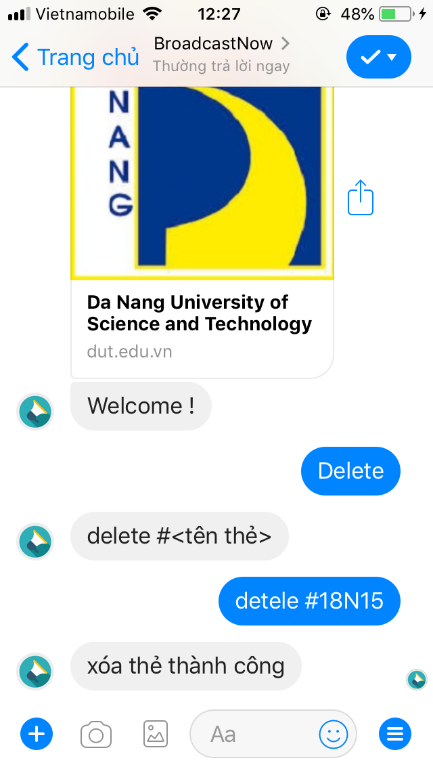 Vietnamobile 12:27 48%
Trang chủ
BroadcastNow
Thường trả lời ngay
NANG
Da Nang University of
Science and Technology
dut.edu.vn
Welcome !
Delete
delete #<tên thẻ>
detele #18N15
xóa thẻ thành công
Aa